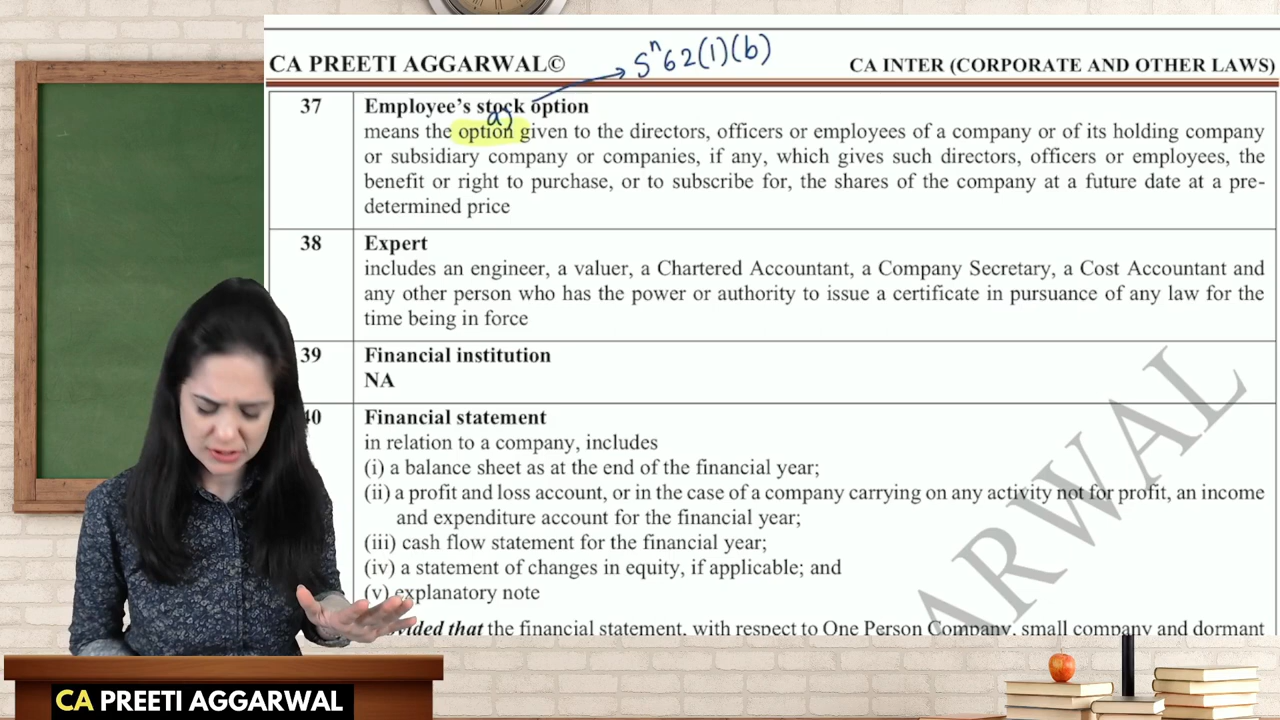 CA PREETI AGGARWAL©
Sⁿ 62(1)(b)
CA INTER (CORPORATE AND OTHER LAWS)
37
Employee's stock option
a)
means the option given to the directors, officers or employees of a company or of its holding company
or subsidiary company or companies, if any, which gives such directors, officers or employees, the
benefit or right to purchase, or to subscribe for, the shares of the company at a future date at a pre-
determined price
38
Expert
includes an engineer, a valuer, a Chartered Accountant, a Company Secretary, a Cost Accountant and
any other person who has the power or authority to issue a certificate in pursuance of any law for the
time being in force
39
Financial institution
NA
40
Financial statement
in relation to a company, includes
(i) a balance sheet as at the end of the financial year;
(ii) a profit and loss account, or in the case of a company carrying on any activity not for profit, an income
and expenditure account for the financial year;
(iii) cash flow statement for the financial year;
(iv) a statement of changes in equity, if applicable; and
(v) explanatory note
that the financial statement, with respect to One Person Company, small company and dormant
ARWAL
CA PREETI AGGARWAL